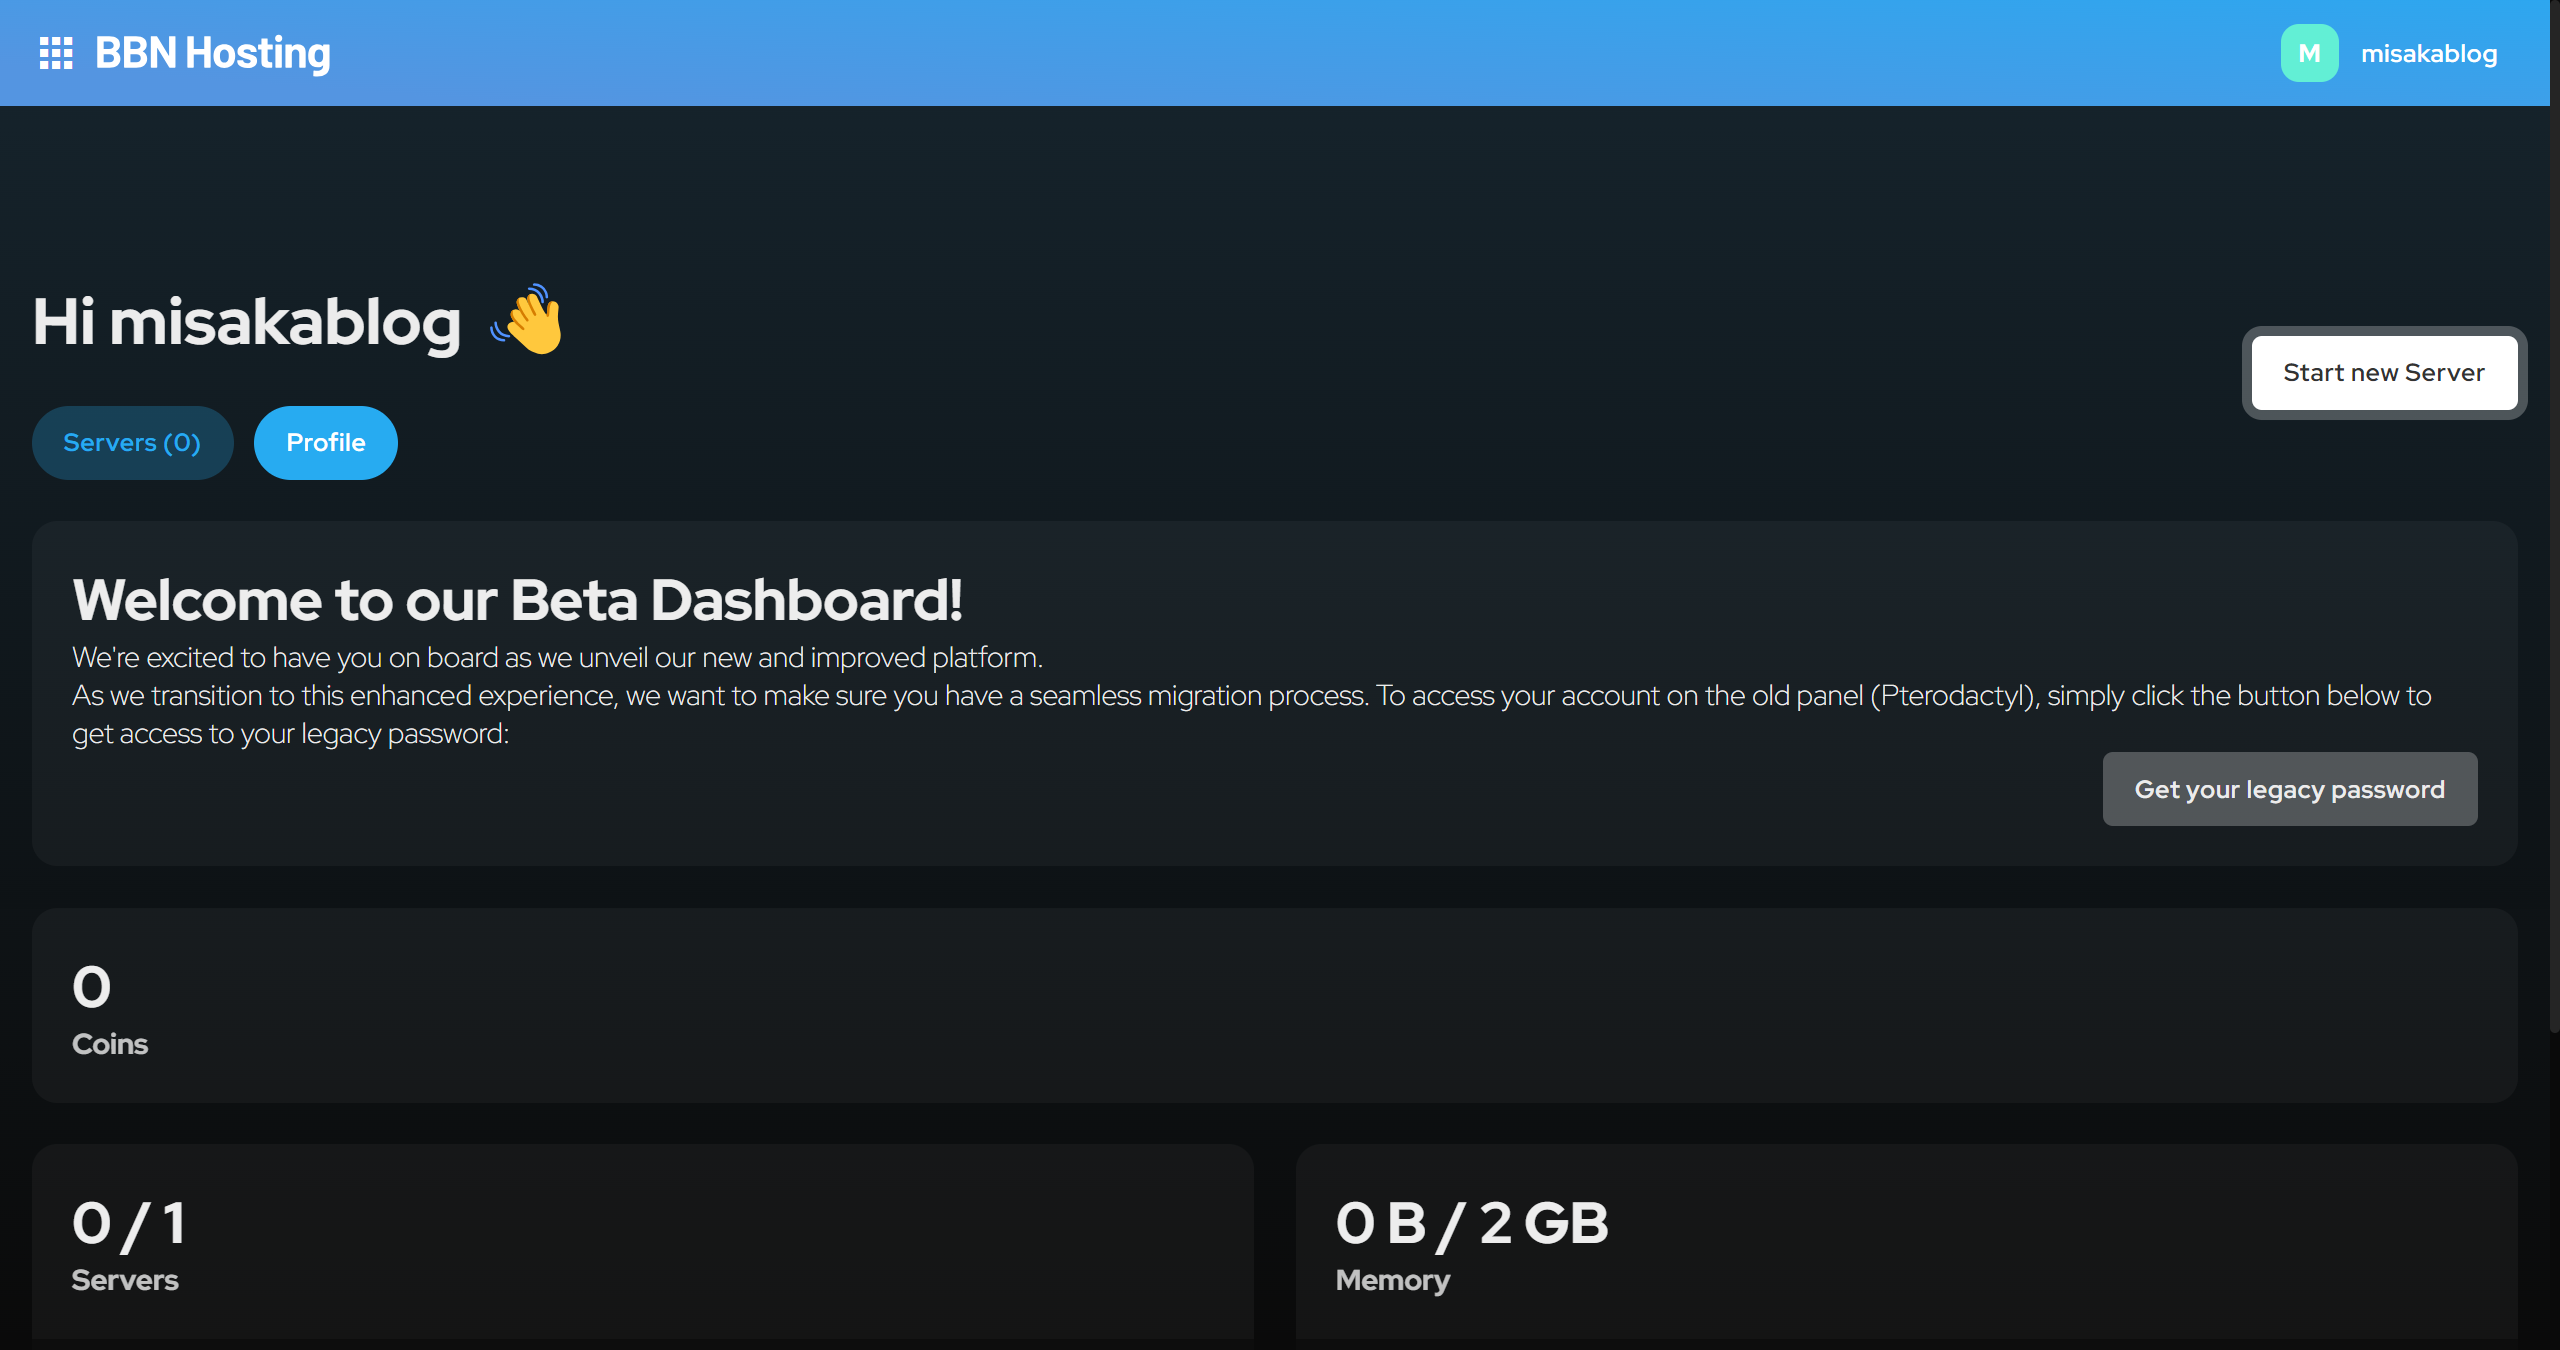 BBN Hosting
M misakablog
Hi misakablog
Start new Server
Servers (0) Profile
Welcome to our Beta Dashboard!
We're excited to have you on board as we unveil our new and improved platform.
As we transition to this enhanced experience, we want to make sure you have a seamless migration process. To access your account on the old panel (Pterodactyl), simply click the button below to
get access to your legacy password:
Get your legacy password
0
Coins
0 / 1
Servers
0 B / 2 GB
Memory